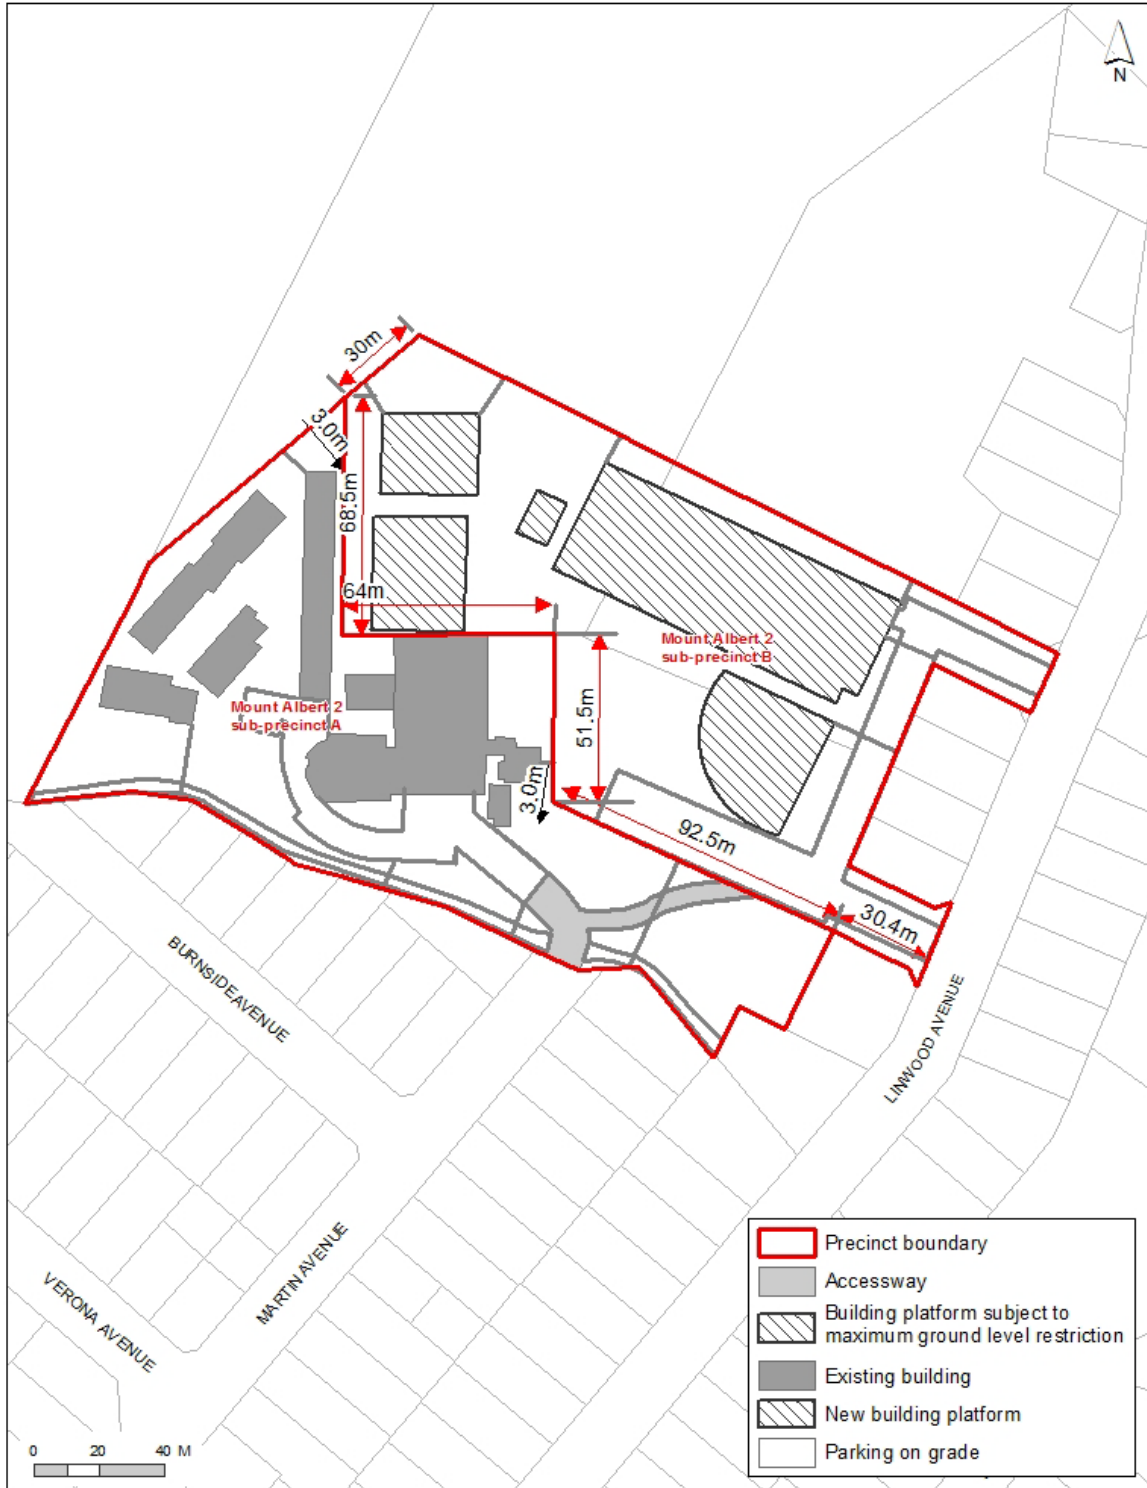 N
30m
3.0m
68.5m
64m
Mount Albert 2
sub-precinct B
Mount Albert 2
sub-precinct A
51.5m
3.0m
92.5m
30.4m
BURNSIDE AVENUE
LINWOOD AVENUE
MARTIN AVENUE
VERONA AVENUE
Precinct boundary
Accessway
Building platform subject to
maximum ground level restriction
Existing building
New building platform
Parking on grade
0 20 40 M